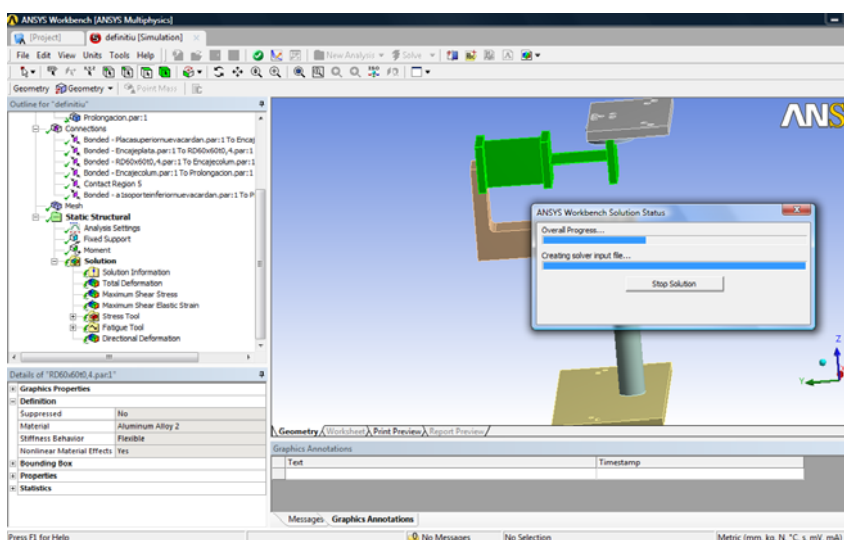 ANSYS Workbench [ANSYS Multiphysics]
[Project] definitiu [Simulation]
File Edit View Units Tools Help New Analysis Solve
Geometry Geometry Point Mass
Outline for "definitiu"
Prolongacion.par:1
Connections
Bonded - Placasuperiornuevacardan.par:1 To Encaj
Bonded - Encajeplata.par:1 To RD60x60t0,4.par:1
Bonded - RD60x60t0,4.par:1 To Encajecolum.par:1
Bonded - Encajecolum.par:1 To Prolongacion.par:1
Contact Region 5
Bonded - To P
Mesh
Static Structural
Analysis Settings
Fixed Support
Moment
Solution
Solution Information
Total Deformation
Maximum Shear Stress
Maximum Shear Elastic Strain
Stress Tool
Fatigue Tool
Directional Deformation
Details of "RD60x60t0,4.par:1"
Graphics Properties
Definition
Suppressed No
Material Aluminum Alloy 2
Stiffness Behavior Flexible
Nonlinear Material Effects Yes
Bounding Box
Properties
Statistics
ANS
ANSYS Workbench Solution Status
Overall Progress...
Creating solver input file...
Stop Solution
Z
Y
Geometry Worksheet Print Preview Report Preview
Graphics Annotations
Text Timestamp
Messages Graphics Annotations
Press F1 for Help No Messages No Selection Metric (mm, kg, N, °C, s, mV, mA)